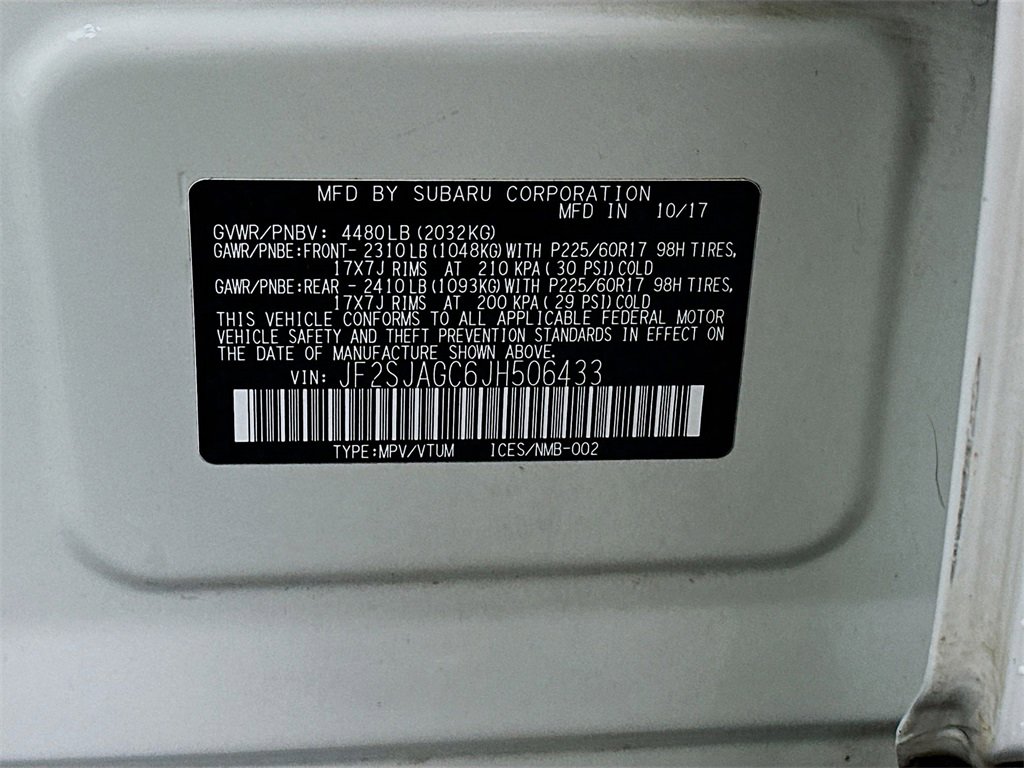 MFD BY SUBARU CORPORATION
MFD IN 10/17
GVWR/PNBV: 4480LB (2032KG)
GAWR/PNBE:FRONT- 2310LB (1048KG) WITH P225/60R17 98H TIRES,
17X7J RIMS AT 210 KPA( 30 PSI) COLD
GAWR/PNBE:REAR - 2410LB (1093KG) WITH P225/60R17 98H TIRES,
17X7J RIMS AT 200 KPA( 29 PSI) COLD
THIS VEHICLE CONFORMS TO ALL APPLICABLE FEDERAL MOTOR
VEHICLE SAFETY AND THEFT PREVENTION STANDARDS IN EFFECT ON
THE DATE OF MANUFACTURE SHOWN ABOVE.
VIN: JF2SJAGC6JH506433
TYPE:MPV/VTUM ICES/NMB-002